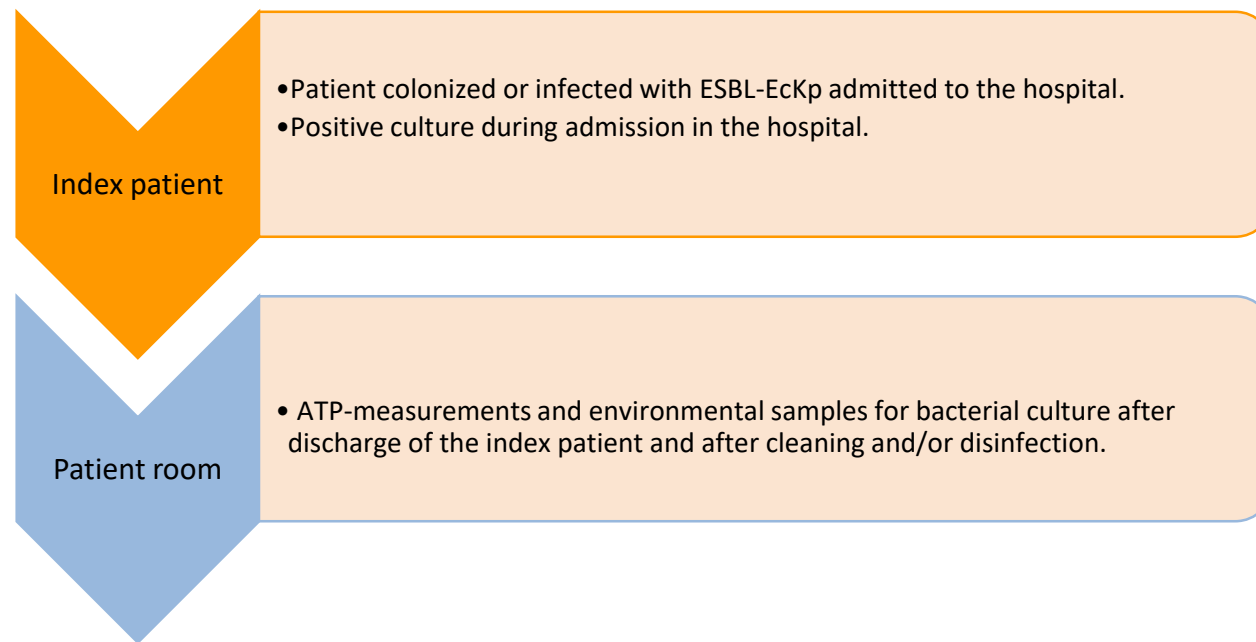 Index patient
•Patient colonized or infected with ESBL-EcKp admitted to the hospital.
•Positive culture during admission in the hospital.
Patient room
• ATP-measurements and environmental samples for bacterial culture after
discharge of the index patient and after cleaning and/or disinfection.